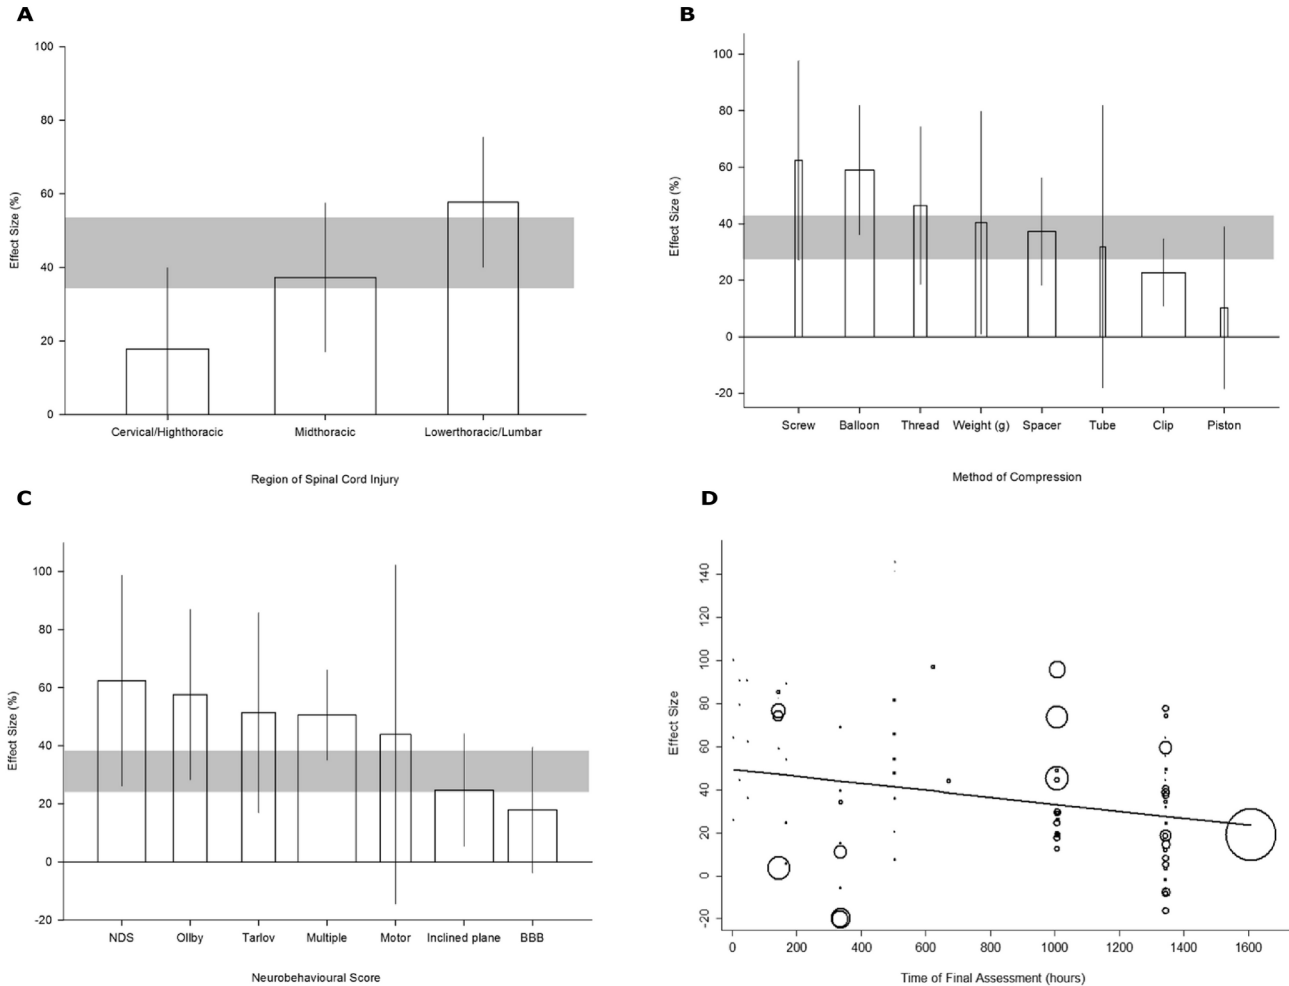 A
100
80
60
40
20
0
Effect Size (%)
Cervical/Highthoracic Midthoracic Lowerthoracic/Lumbar
Region of Spinal Cord Injury
B
100
80
60
40
20
0
-20
Effect Size (%)
Screw Balloon Thread Weight (g) Spacer Tube Clip Piston
Method of Compression
C
100
80
60
40
20
0
-20
Effect Size (%)
NDS Ollby Tarlov Multiple Motor Inclined plane BBB
Neurobehavioural Score
D
140
120
100
80
60
40
20
0
-20
Effect Size
0 200 400 600 800 1000 1200 1400 1600
Time of Final Assessment (hours)